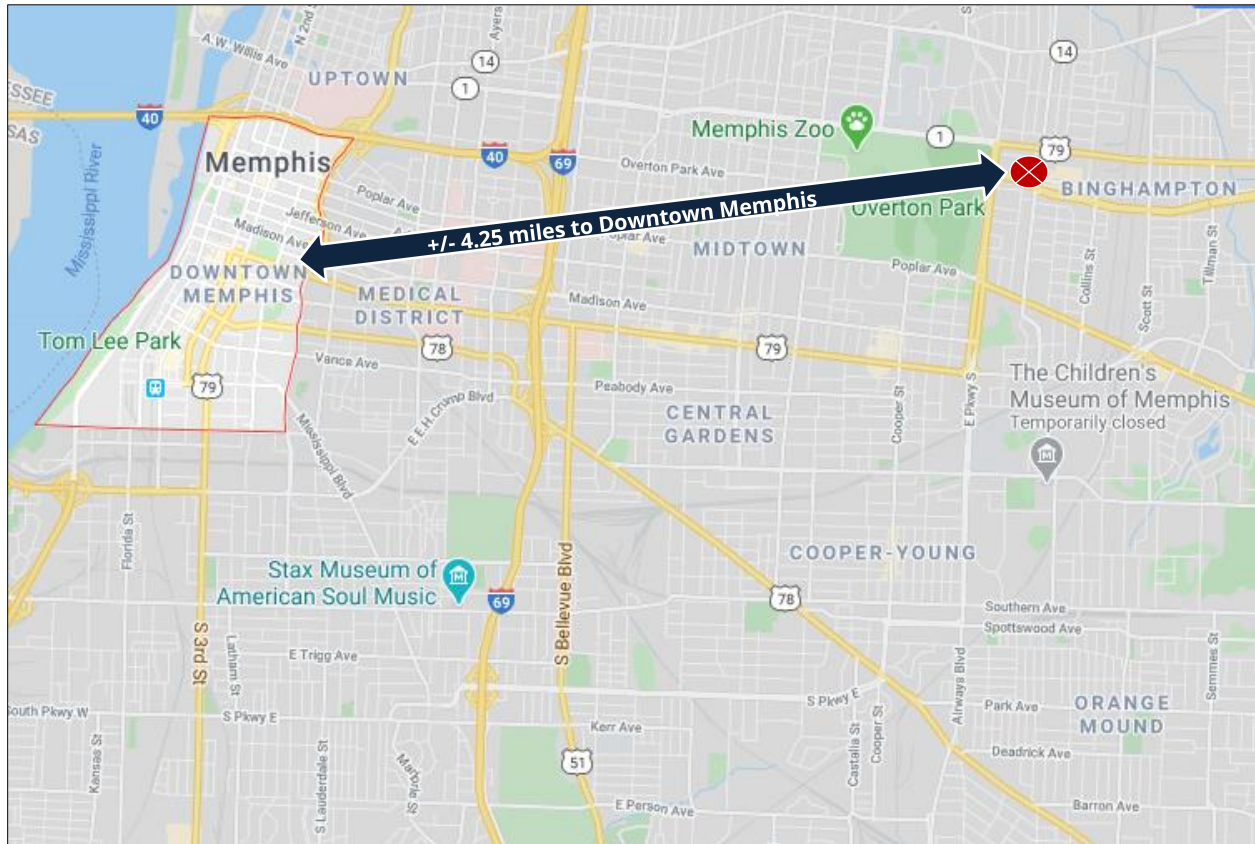 A.W. Willis Ave
N 2nd S
Ayers
S
14
14
UPTOWN
1
ESSEE
SAS
40
Memphis Zoo
1
79
Memphis
40
69
Overton Park Ave
BINGHAMPTON
Mississippi River
Poplar Ave
+/- 4.25 miles to Downtown Memphis
Overton Park
Jefferson Ave
Madison Ave
Poplar Ave
MIDTOWN
Poplar Ave
Collins St
Tillman St
DOWNTOWN
MEMPHIS
MEDICAL
DISTRICT
Madison Ave
Scott St
Tom Lee Park
78
79
Vance Ave
79
Peabody Ave
The Children's
Museum of Memphis
Temporarily closed
E.E.H. Crump Blvd
CENTRAL
GARDENS
Cooper St
E Pkwy S
Mississippi Blvd
Florida St
COOPER-YOUNG
Stax Museum of
American Soul Music
69
S Bellevue Blvd
78
Southern Ave
Spottswood Ave
S 3rd St
Latham St
E Trigg Ave
Semmes St
Airways Blvd
S Pkwy E
South Pkwy W
S Pkwy E
Park Ave
ORANGE
MOUND
Kerr Ave
Cooper St
Castalia St
Deadrick Ave
Kansas St
S Lauderdale St
Marjorie St
51
E Person Ave
Barron Ave